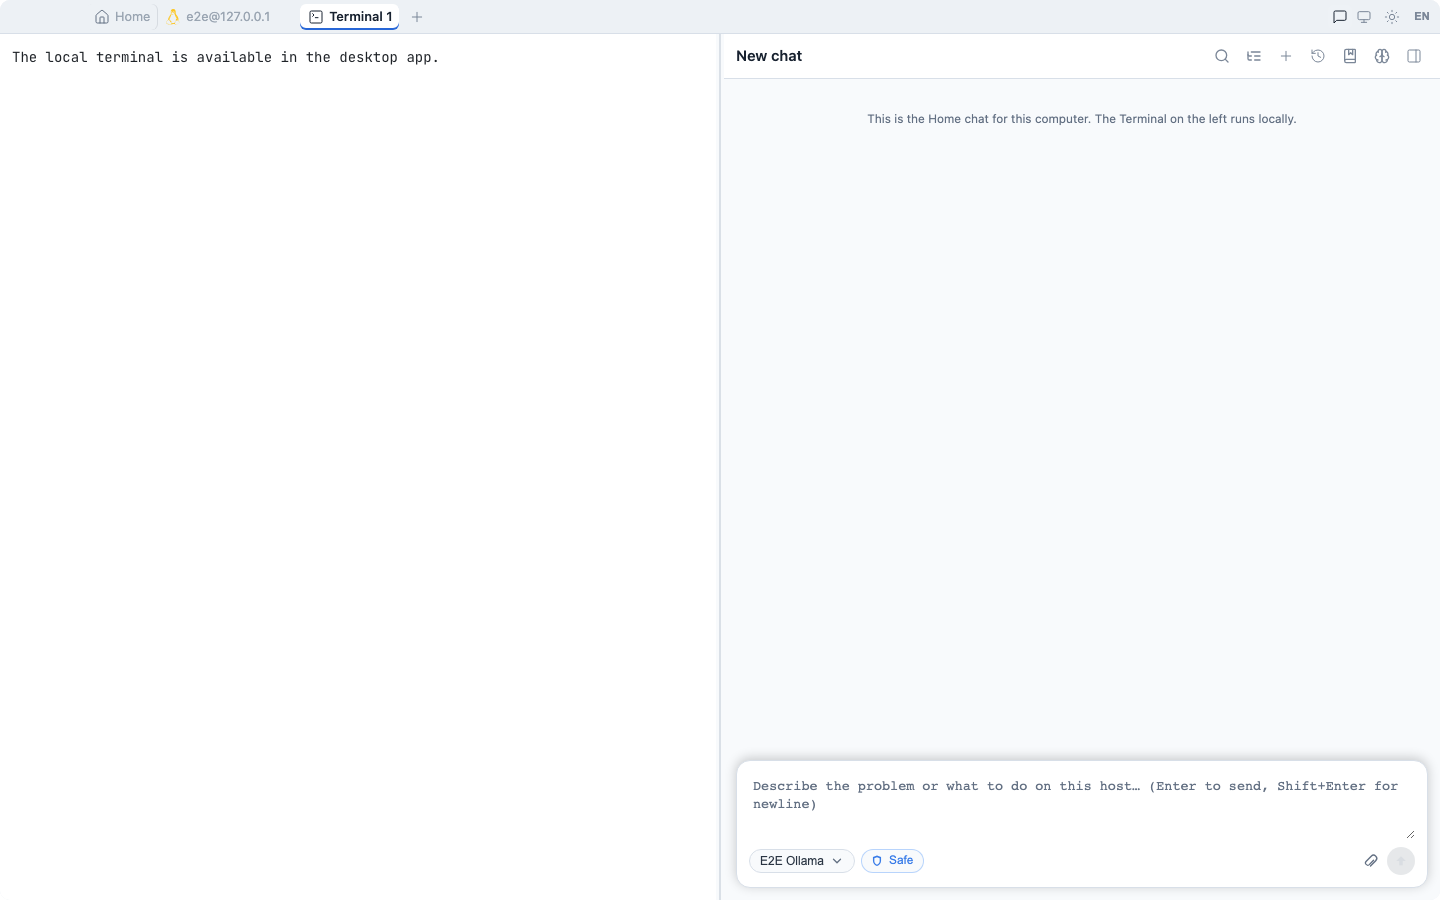 Home
e2e@127.0.0.1
Terminal 1
EN
The local terminal is available in the desktop app.
New chat
This is the Home chat for this computer. The Terminal on the left runs locally.
Describe the problem or what to do on this host… (Enter to send, Shift+Enter for
newline)
E2E Ollama
Safe